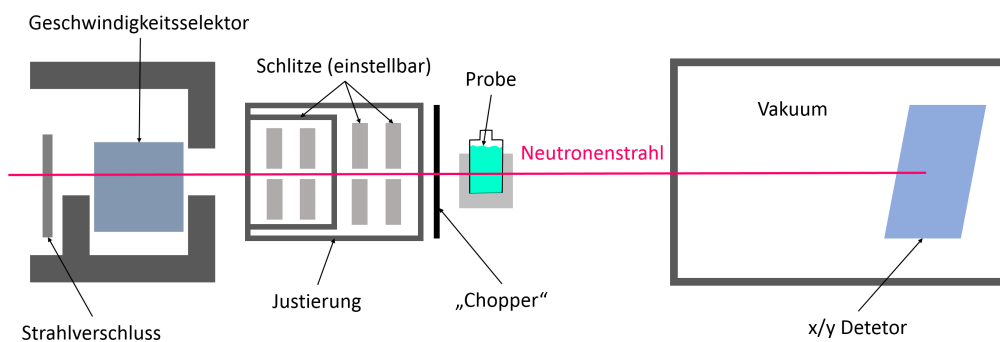 Geschwindigkeitsselektor
Schlitze (einstellbar)
Probe
Vakuum
Neutronenstrahl
Justierung
„Chopper“
Strahlverschluss
x/y Detetor